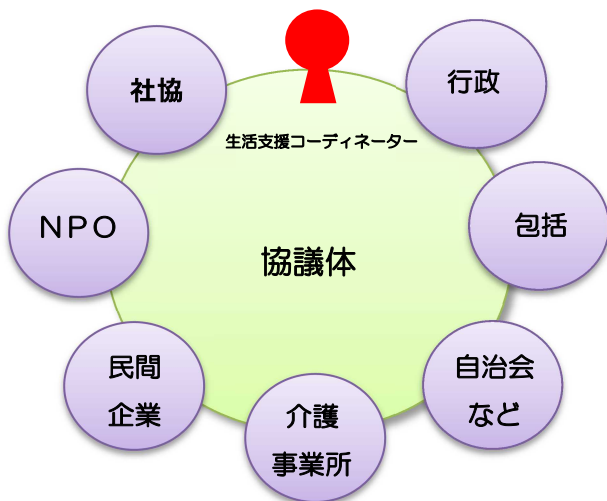 社協
行政
生活支援コーディネーター
ＮＰＯ
包括
協議体
民間
企業
自治会
など
介護
事業所